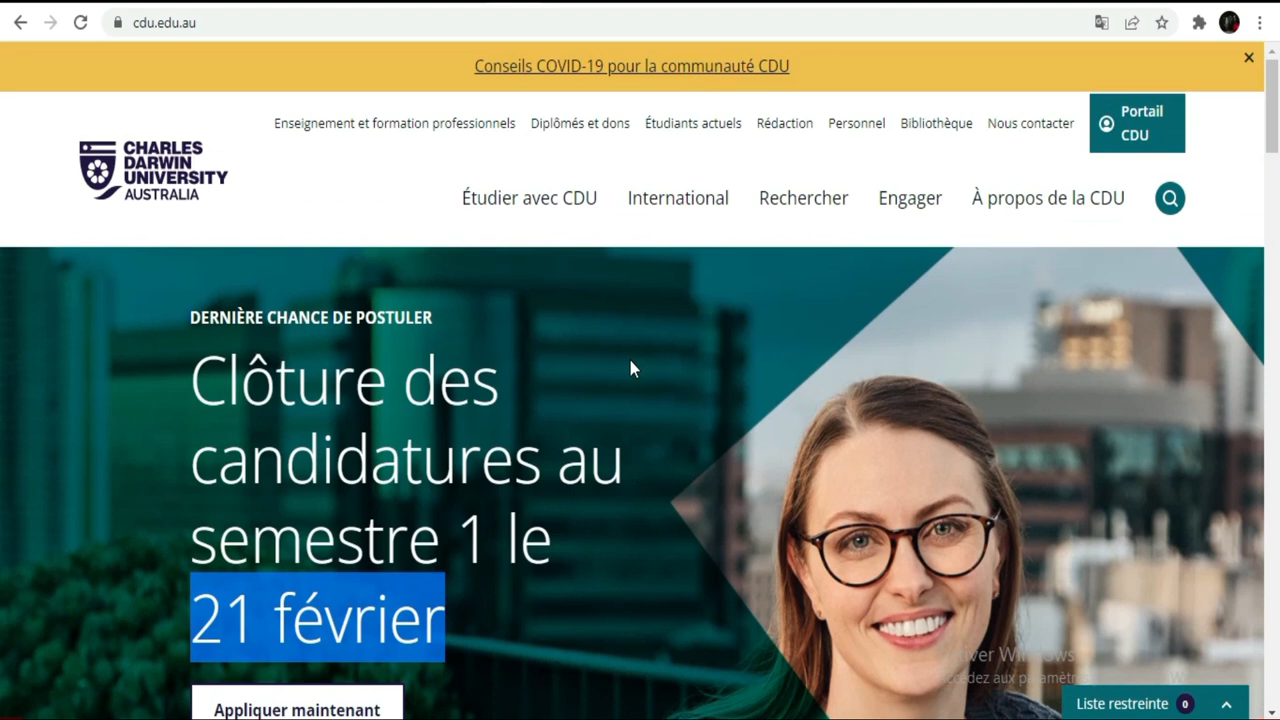 cdu.edu.au
Conseils COVID-19 pour la communauté CDU
Enseignement et formation professionnels Diplômés et dons Étudiants actuels Rédaction Personnel Bibliothèque Nous contacter
Portail
CDU
CHARLES
DARWIN
UNIVERSITY
AUSTRALIA
Étudier avec CDU International Rechercher Engager À propos de la CDU
DERNIÈRE CHANCE DE POSTULER
Clôture des
candidatures au
semestre 1 le
21 février
Appliquer maintenant
Liste restreinte 0